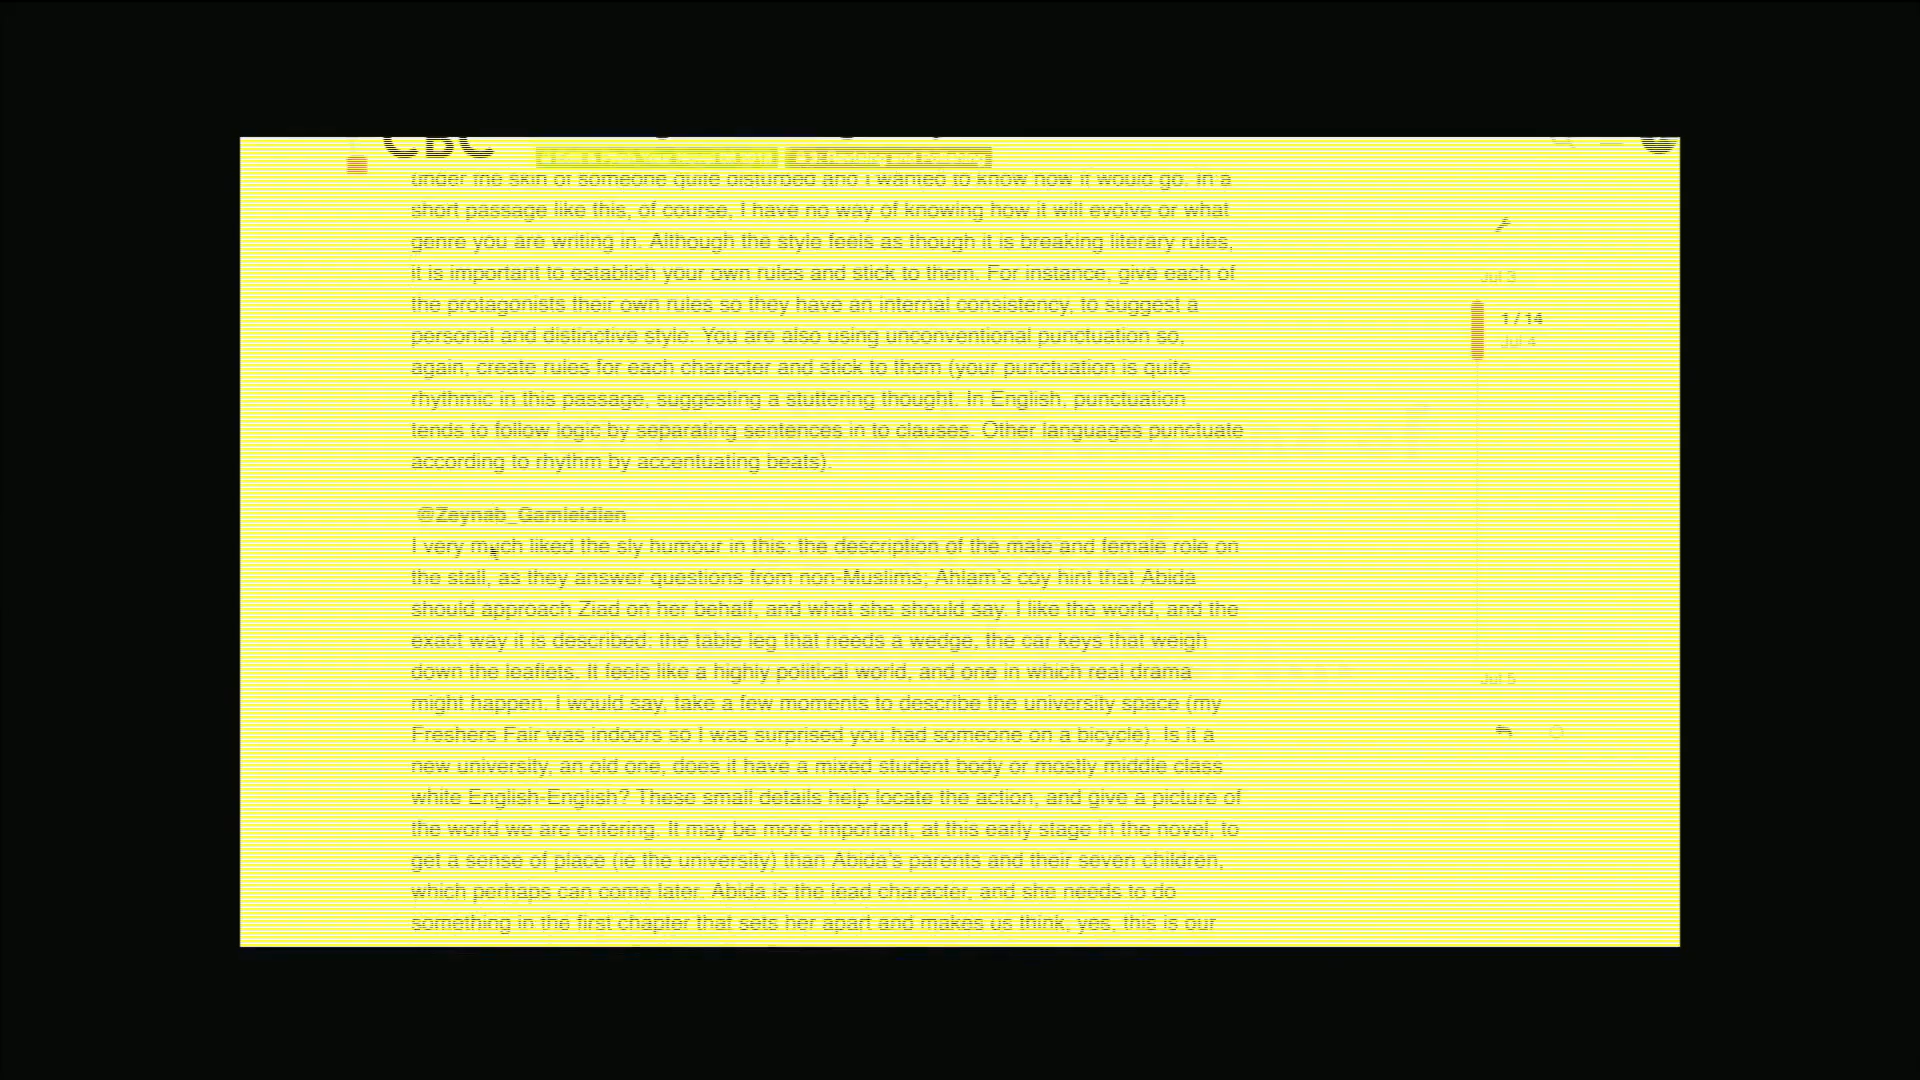 CBC
under the skin of someone quite disturbed and I wanted to know how it would go. In a
short passage like this, of course, I have no way of knowing how it will evolve or what
genre you are writing in. Although the style feels as though it is breaking literary rules,
it is important to establish your own rules and stick to them. For instance, give each of
the protagonists their own rules so they have an internal consistency, to suggest a
personal and distinctive style. You are also using unconventional punctuation so,
again, create rules for each character and stick to them (your punctuation is quite
rhythmic in this passage, suggesting a stuttering thought. In English, punctuation
tends to follow logic by separating sentences in to clauses. Other languages punctuate
according to rhythm by accentuating beats).
@Zeynab_Gamieldien
I very much liked the sly humour in this: the description of the male and female role on
the stall, as they answer questions from non-Muslims; Ahlam's coy hint that Abida
should approach Ziad on her behalf, and what she should say. I like the world, and the
exact way it is described: the table leg that needs a wedge, the car keys that weigh
down the leaflets. It feels like a highly political world, and one in which real drama
might happen. I would say, take a few moments to describe the university space (my
Freshers Fair was indoors so I was surprised you had someone on a bicycle). Is it a
new university, an old one, does it have a mixed student body or mostly middle class
white English-English? These small details help locate the action, and give a picture of
the world we are entering. It may be more important, at this early stage in the novel, to
get a sense of place (ie the university) than Abida's parents and their seven children,
which perhaps can come later. Abida is the lead character, and she needs to do
something in the first chapter that sets her apart and makes us think, yes, this is our
Jul 3
1 / 14
Jul 4
Jul 5